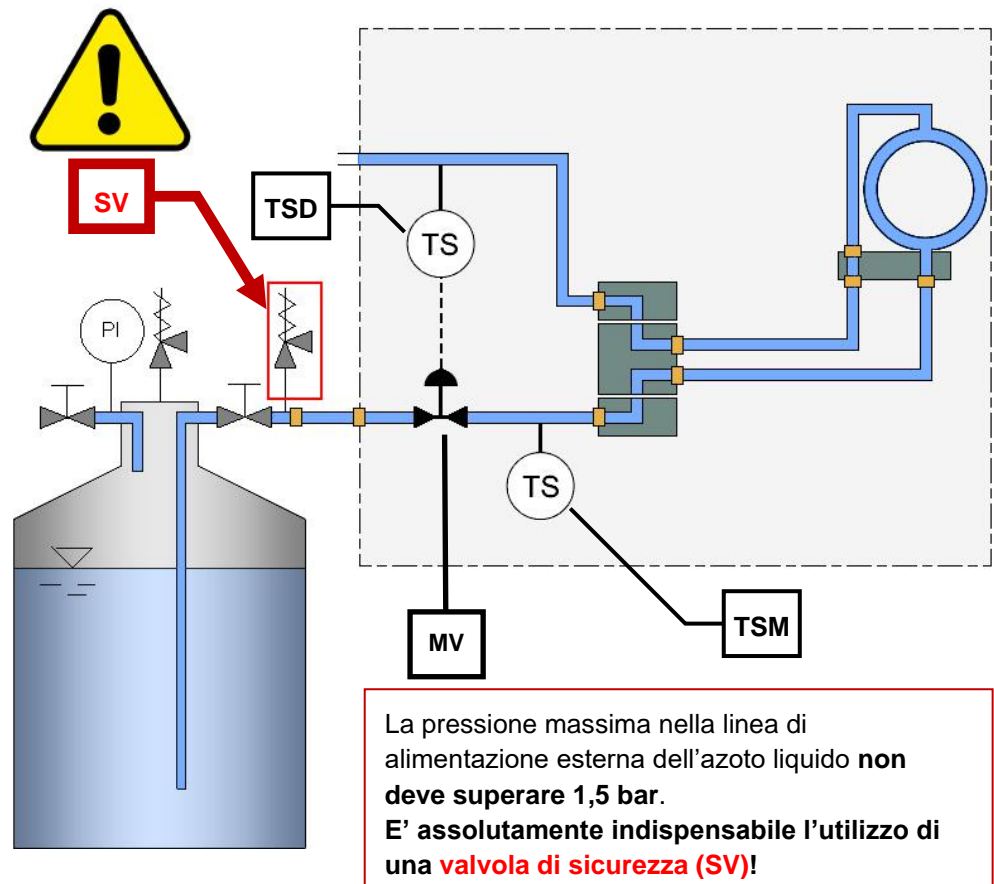 SV
TSD
TS
PI
TS
MV
TSM
La pressione massima nella linea di
alimentazione esterna dell'azoto liquido non
deve superare 1,5 bar.
E' assolutamente indispensabile l'utilizzo di
una valvola di sicurezza (SV)!